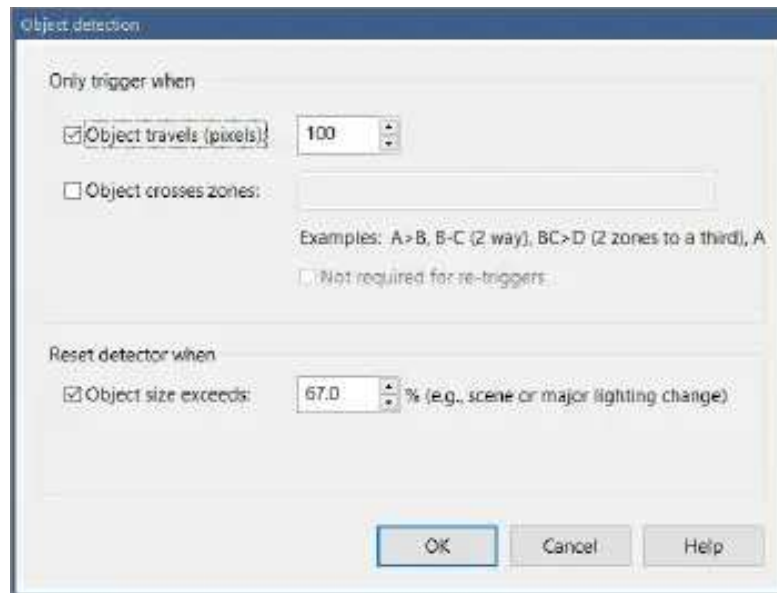 Object detection
Only trigger when
Object travels (pixels): 100
Object crosses zones:
Examples: A>B, B-C (2 way), BC>D (2 zones to a third), A
Not required for re-triggers
Reset detector when
Object size exceeds: 67.0 % (e.g., scene or major lighting change)
OK Cancel Help